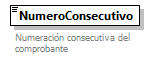 NumeroConsecutivo
Numeración consecutiva del
comprobante